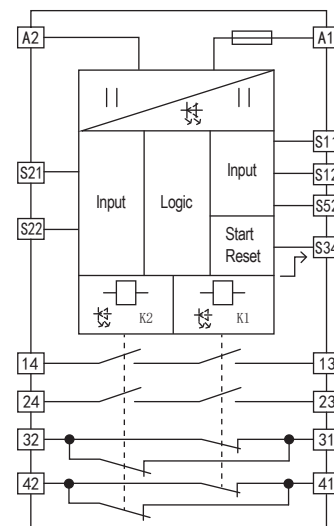 A2 A1
S11
S21 Input Logic Input S12
S22 S52
Start
Reset S34
K2 K1
14 13
24 23
32 31
42 41